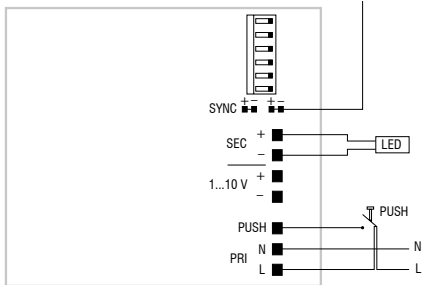 + - + -
SYNC
+
SEC
-
LED
+
1...10 V
-
PUSH
PUSH
N
N
PRI
L
L